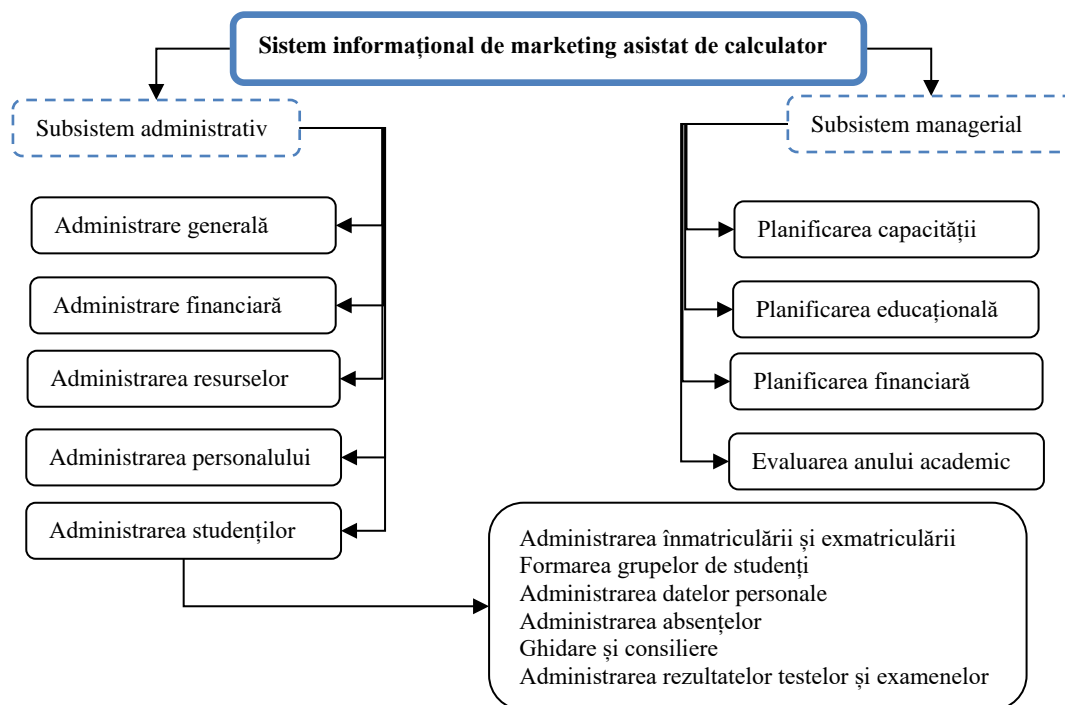 Sistem informațional de marketing asistat de calculator
Subsistem administrativ
Subsistem managerial
Administrare generală
Administrare financiară
Administrarea resurselor
Administrarea personalului
Administrarea studenților
Planificarea capacității
Planificarea educațională
Planificarea financiară
Evaluarea anului academic
Administrarea înmatriculării și exmatriculării
Formarea grupelor de studenți
Administrarea datelor personale
Administrarea absențelor
Ghidare și consiliere
Administrarea rezultatelor testelor și examenelor